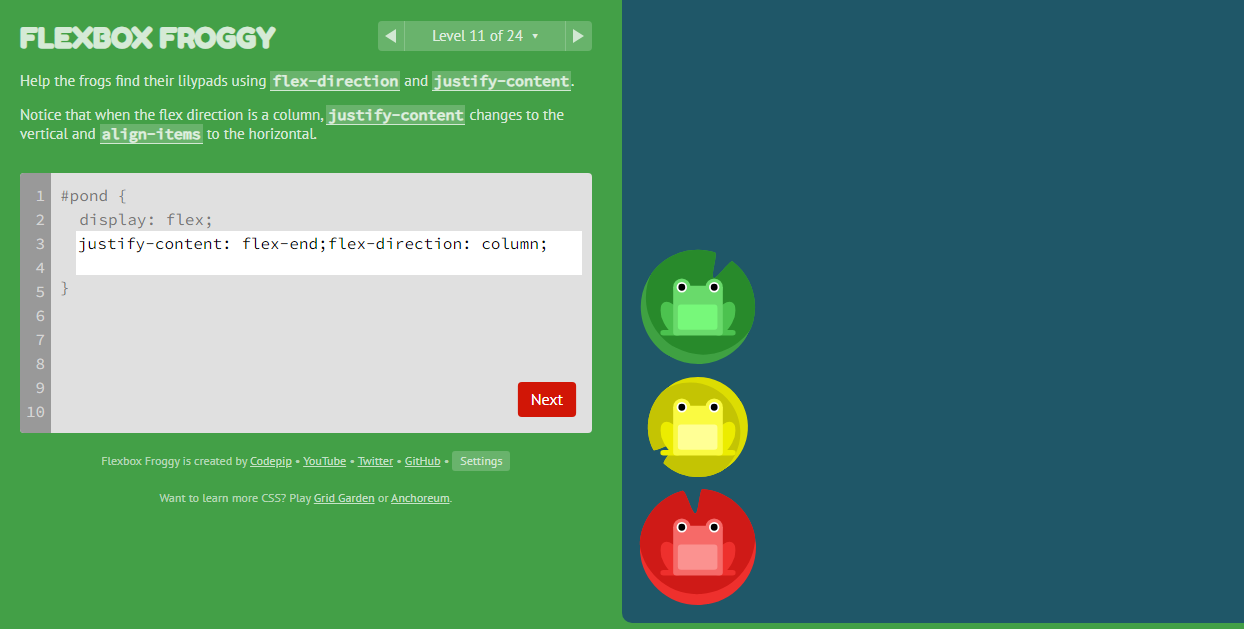 FLEXBOX FROGGY
◀ Level 11 of 24 ▾ ▶
Help the frogs find their lilypads using flex-direction and justify-content.
Notice that when the flex direction is a column, justify-content changes to the
vertical and align-items to the horizontal.
1 #pond {
2 display: flex;
3 justify-content: flex-end;flex-direction: column;
4
5 }
6
7
8
9
10
Next
Flexbox Froggy is created by Codepip • YouTube • Twitter • GitHub • Settings
Want to learn more CSS? Play Grid Garden or Anchoreum.